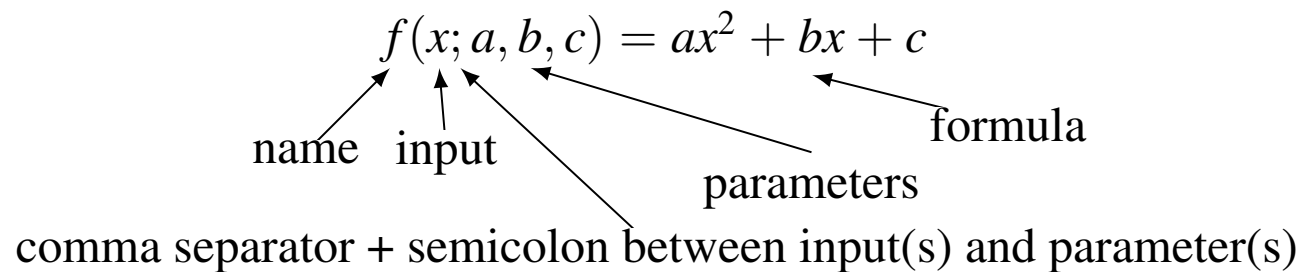 f(x; a, b, c) = ax² + bx + c
formula
name input
parameters
comma separator + semicolon between input(s) and parameter(s)